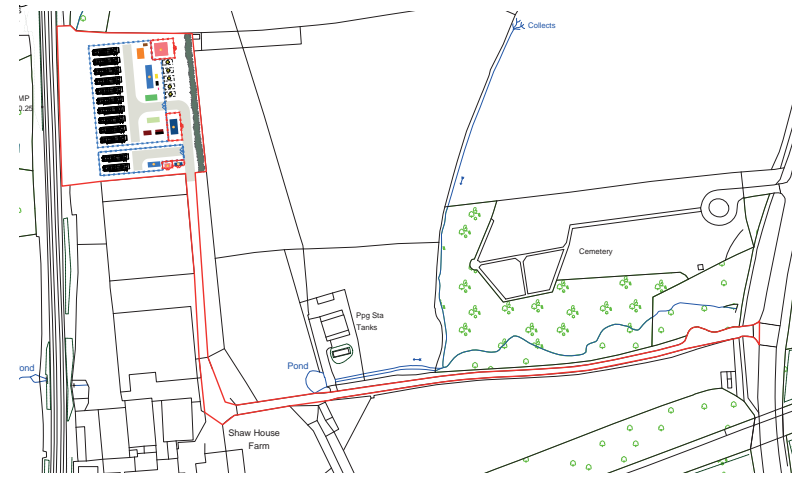 Collects
MP
0.25
Cemetery
Ppg Sta
Tanks
Pond
ond
Shaw House
Farm